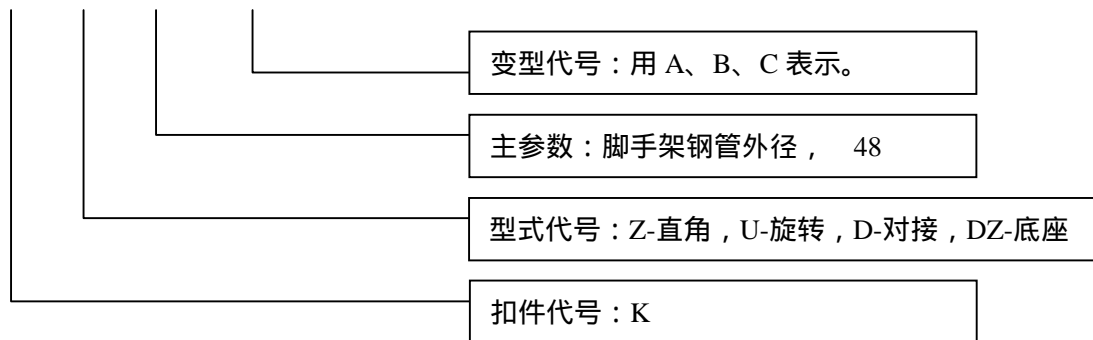 变型代号：用 A、B、C 表示。
主参数：脚手架钢管外径， 48
型式代号：Z-直角，U-旋转，D-对接，DZ-底座
扣件代号：K